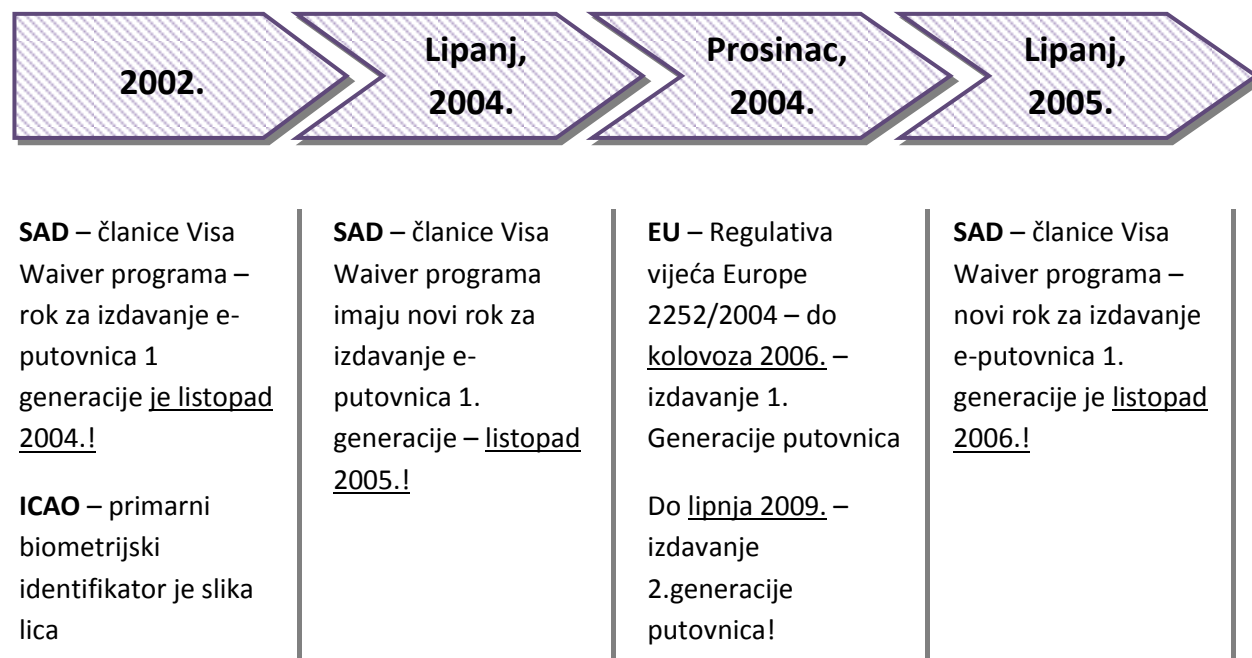 2002.
Lipanj,
2004.
Prosinac,
2004.
Lipanj,
2005.
SAD – članice Visa
Waiver programa –
rok za izdavanje e-
putovnica 1
generacije je listopad
2004.!
ICAO – primarni
biometrijski
identifikator je slika
lica
SAD – članice Visa
Waiver programa
imaju novi rok za
izdavanje e-
putovnica 1.
generacije – listopad
2005.!
EU – Regulativa
vijeća Europe
2252/2004 – do
kolovoza 2006. –
izdavanje 1.
Generacije putovnica
Do lipnja 2009. –
izdavanje
2.generacije
putovnica!
SAD – članice Visa
Waiver programa –
novi rok za izdavanje
e-putovnica 1.
generacije je listopad
2006.!